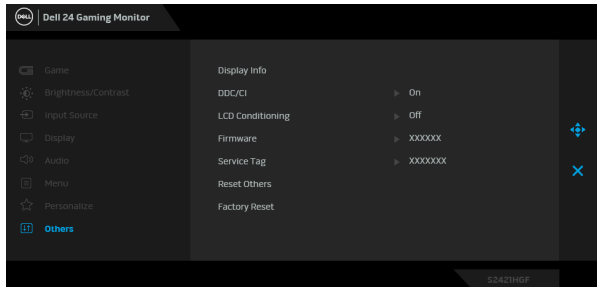 DELL Dell 24 Gaming Monitor
Game
Display Info
Brightness/Contrast
DDC/CI On
Input Source
LCD Conditioning Off
Display
Firmware XXXXXX
Audio
Service Tag XXXXXXX
Menu
Reset Others
Personalize
Factory Reset
Others
S2421HGF